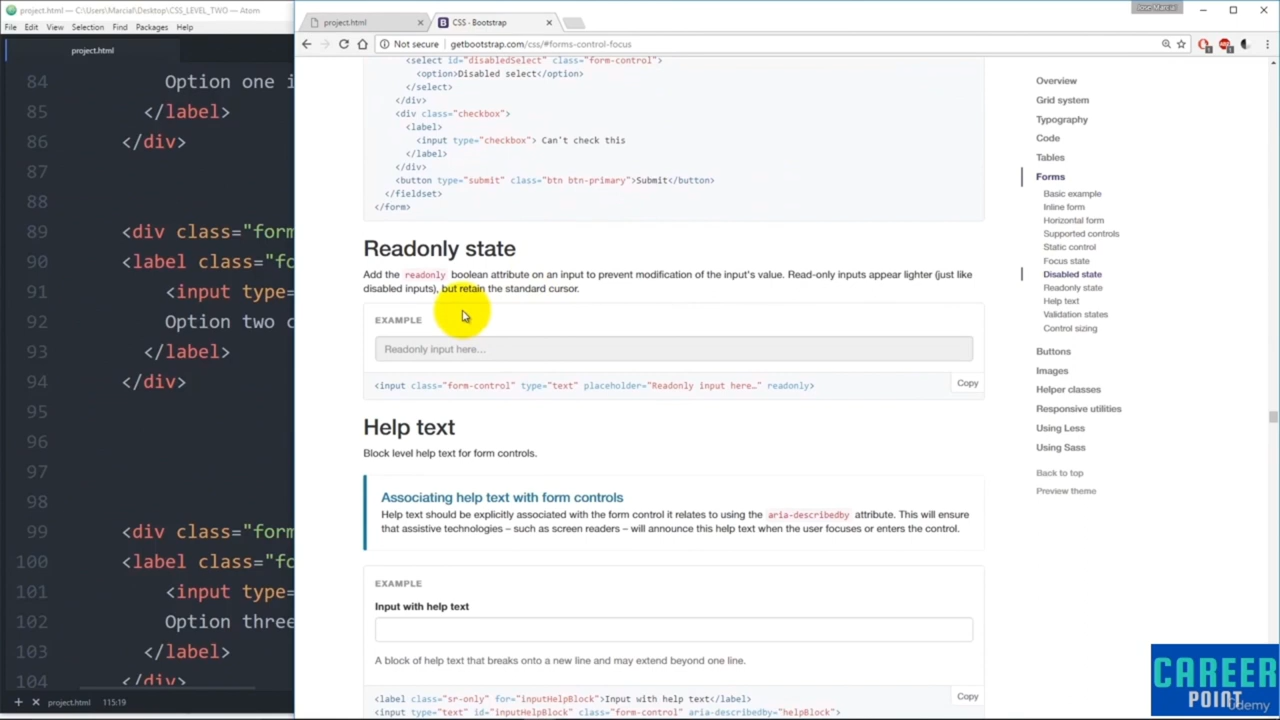 project.html — C:\Users\Marcial\Desktop\CSS_LEVEL_TWO — Atom
File Edit View Selection Find Packages Help
project.html
84 Option one i
85 </label>
86 </div>
87
88
89 <div class="form
90 <label class="fo
91 <input type=
92 Option two c
93 </label>
94 </div>
95
96
97
98
99 <div class="form
100 <label class="fo
101 <input type=
102 Option three
103 </label>
104 </div>
project.html 115:19
project.html
CSS · Bootstrap
Jose Marcial
Not secure getbootstrap.com/css/#forms-control-focus
<select id="disabledSelect" class="form-control">
<option>Disabled select</option>
</select>
</div>
<div class="checkbox">
<label>
<input type="checkbox"> Can't check this
</label>
</div>
<button type="submit" class="btn btn-primary">Submit</button>
</fieldset>
</form>
Readonly state
Add the readonly boolean attribute on an input to prevent modification of the input's value. Read-only inputs appear lighter (just like
disabled inputs), but retain the standard cursor.
EXAMPLE
Readonly input here…
<input class="form-control" type="text" placeholder="Readonly input here…" readonly>
Copy
Help text
Block level help text for form controls.
Associating help text with form controls
Help text should be explicitly associated with the form control it relates to using the aria-describedby attribute. This will ensure
that assistive technologies – such as screen readers – will announce this help text when the user focuses or enters the control.
EXAMPLE
Input with help text
A block of help text that breaks onto a new line and may extend beyond one line.
<label class="sr-only" for="inputHelpBlock">Input with help text</label>
Copy
<input type="text" id="inputHelpBlock" class="form-control" aria-describedby="helpBlock">
Overview
Grid system
Typography
Code
Tables
Forms
Basic example
Inline form
Horizontal form
Supported controls
Static control
Focus state
Disabled state
Readonly state
Help text
Validation states
Control sizing
Buttons
Images
Helper classes
Responsive utilities
Using Less
Using Sass
Back to top
Preview theme
CAREER
POINT
Udemy